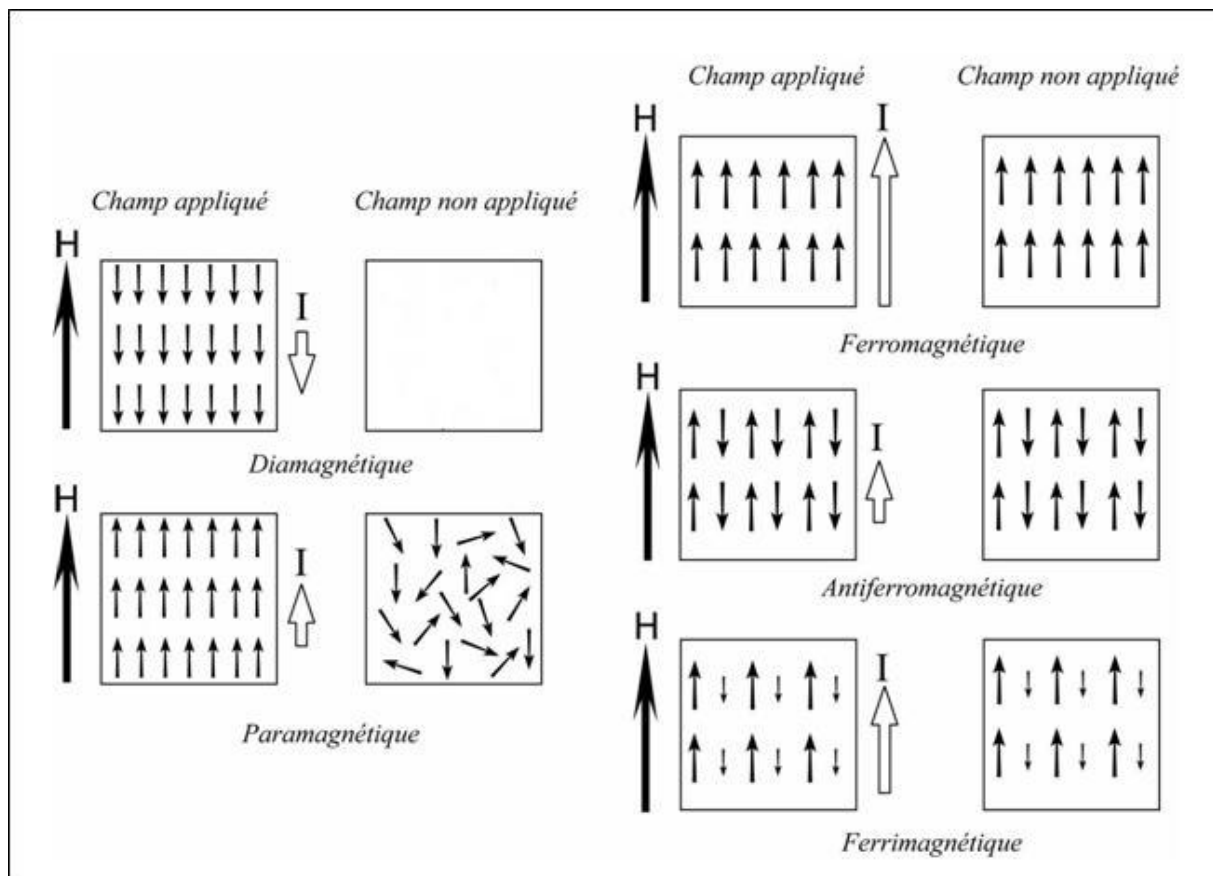 Champ appliqué
Champ non appliqué
H
I
Diamagnétique
H
I
Paramagnétique
Champ appliqué
Champ non appliqué
H
I
Ferromagnétique
H
I
Antiferromagnétique
H
I
Ferrimagnétique